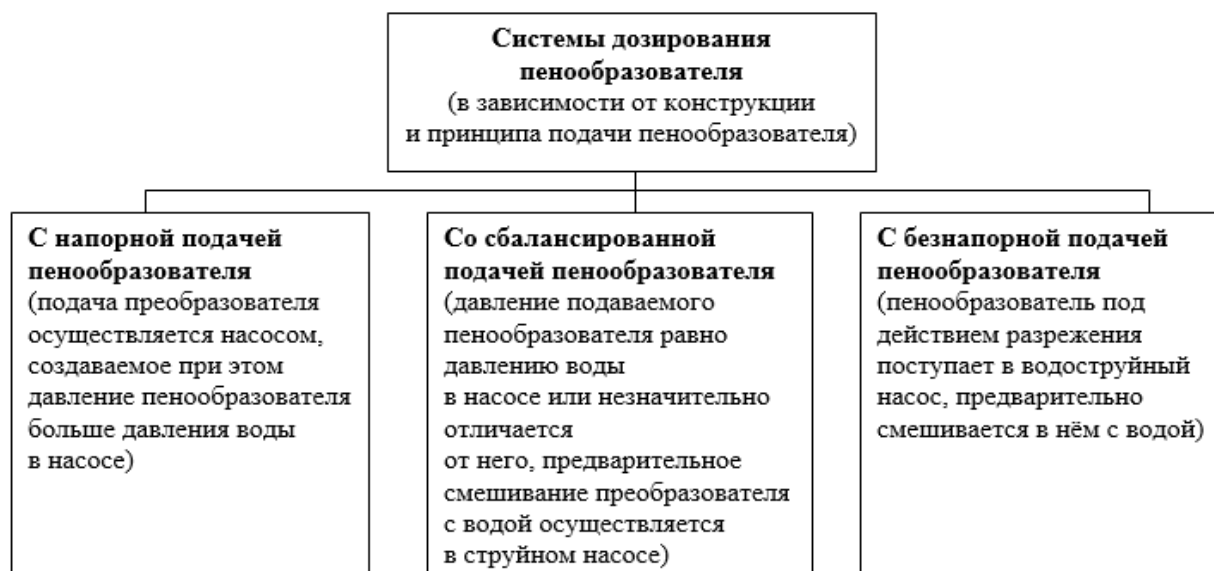 Системы дозирования
пенообразователя
(в зависимости от конструкции
и принципа подачи пенообразователя)
С напорной подачей
пенообразователя
(подача преобразователя
осуществляется насосом,
создаваемое при этом
давление пенообразователя
больше давления воды
в насосе)
Со сбалансированной
подачей пенообразователя
(давление подаваемого
пенообразователя равно
давлению воды
в насосе или незначительно
отличается
от него, предварительное
смешивание преобразователя
с водой осуществляется
в струйном насосе)
С безнапорной подачей
пенообразователя
(пенообразователь под
действием разрежения
поступает в водоструйный
насос, предварительно
смешивается в нём с водой)